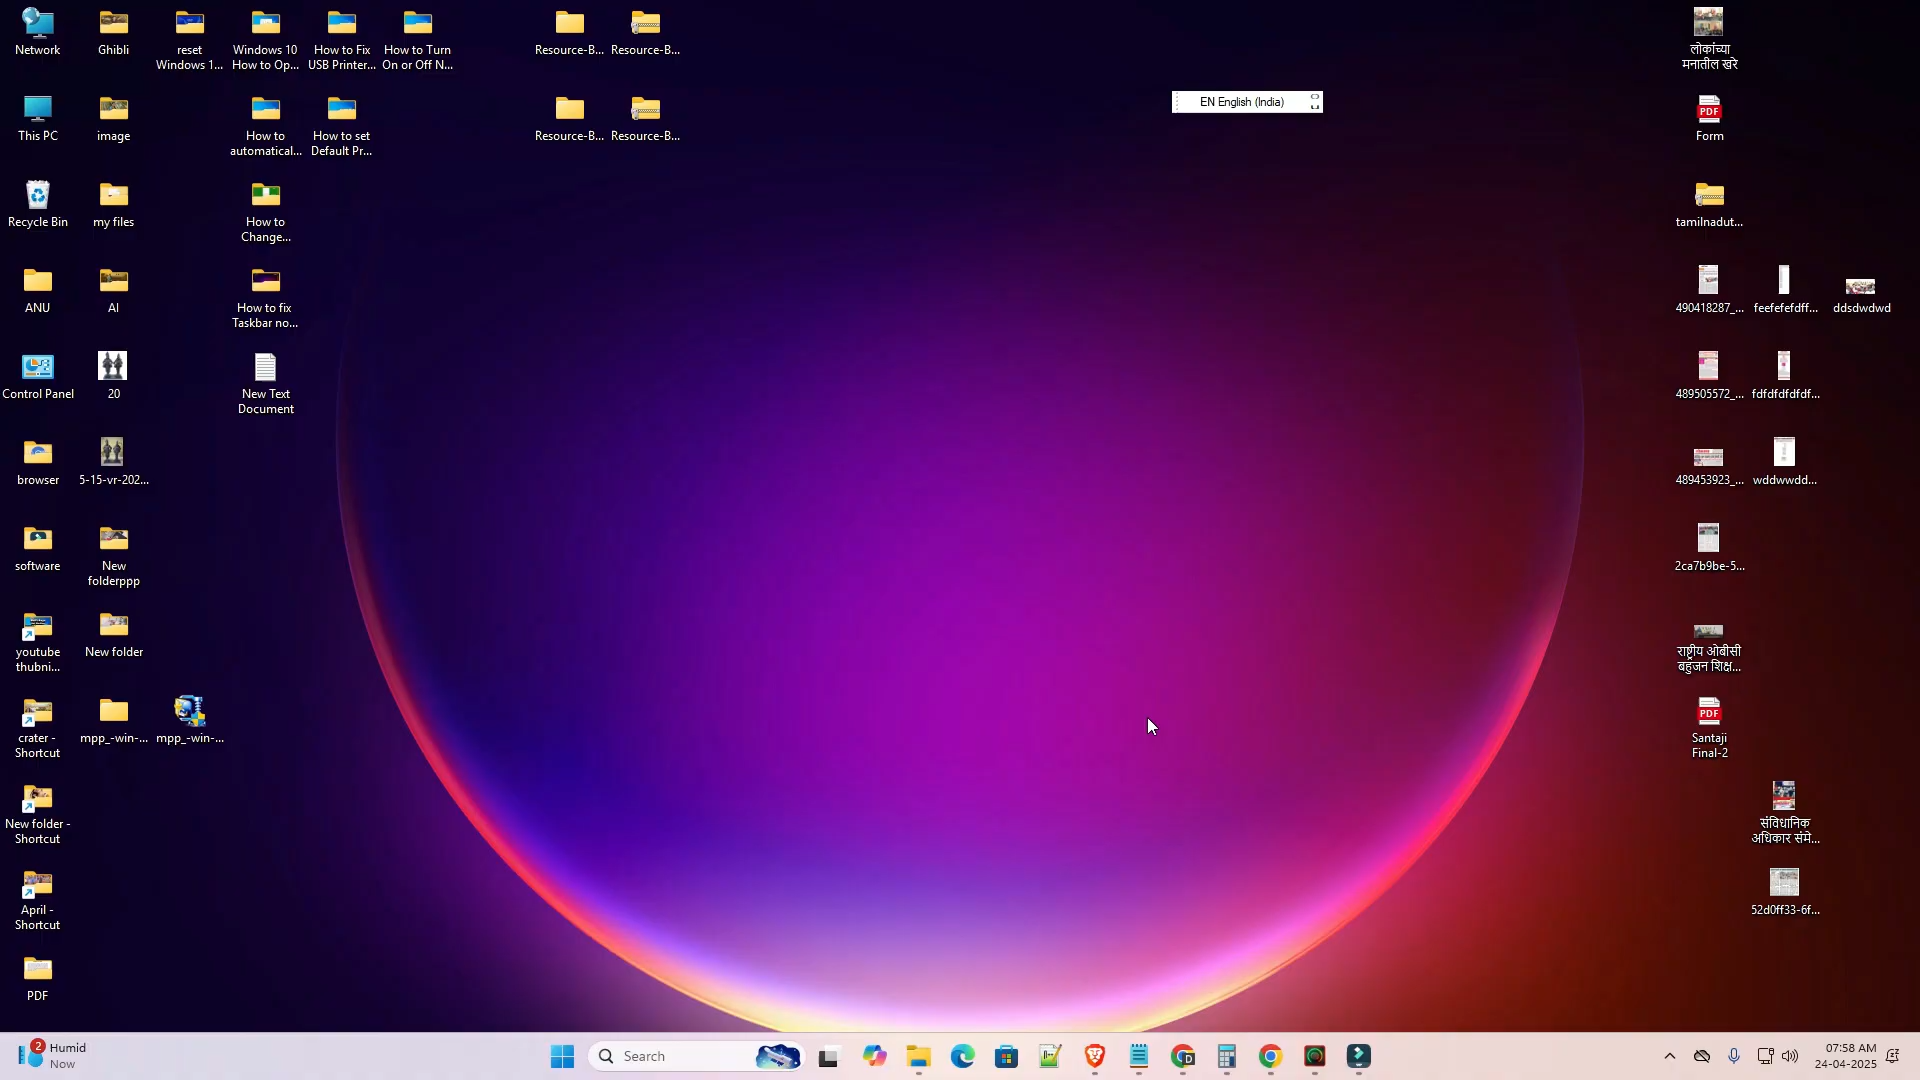 Network
Ghibli
reset
Windows 1...
Windows 10
How to Op...
How to Fix
USB Printer...
How to Turn
On or Off N...
Resource-B...
Resource-B...
लोकांच्या
मनातील खरे
EN English (India)
This PC
image
How to
automatical...
How to set
Default Pr...
Resource-B...
Resource-B...
Form
Recycle Bin
my files
How to
Change...
tamilnadut...
ANU
AI
How to fix
Taskbar no...
490418287_...
feefefefdff...
ddsdwdwd
Control Panel
20
New Text
Document
489505572_...
fdfdfdfdfdf...
browser
5-15-vr-202...
489453923_...
wddwwdd...
software
New
folderppp
2ca7b9be-5...
youtube
thubni...
New folder
राष्ट्रीय ओबीसी
बहुजन शिक्ष...
crater -
Shortcut
mpp_-win-...
mpp_-win-...
PDF
Santaji
Final-2
New folder -
Shortcut
संविधानिक
अधिकार संमे...
April -
Shortcut
52d0ff33-6f...
PDF
2
Humid
Now
Search
07:58 AM
24-04-2025